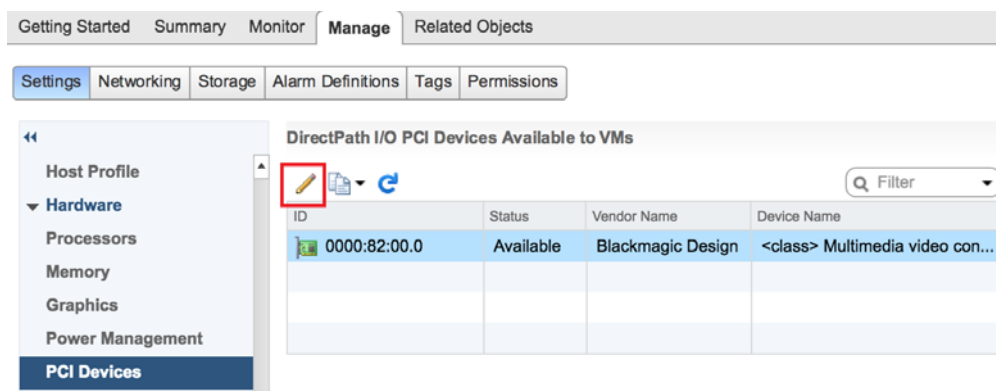 Getting Started Summary Monitor Manage Related Objects
Settings Networking Storage Alarm Definitions Tags Permissions
Host Profile
Hardware
Processors
Memory
Graphics
Power Management
PCI Devices
DirectPath I/O PCI Devices Available to VMs
Filter
ID Status Vendor Name Device Name
0000:82:00.0 Available Blackmagic Design <class> Multimedia video con...